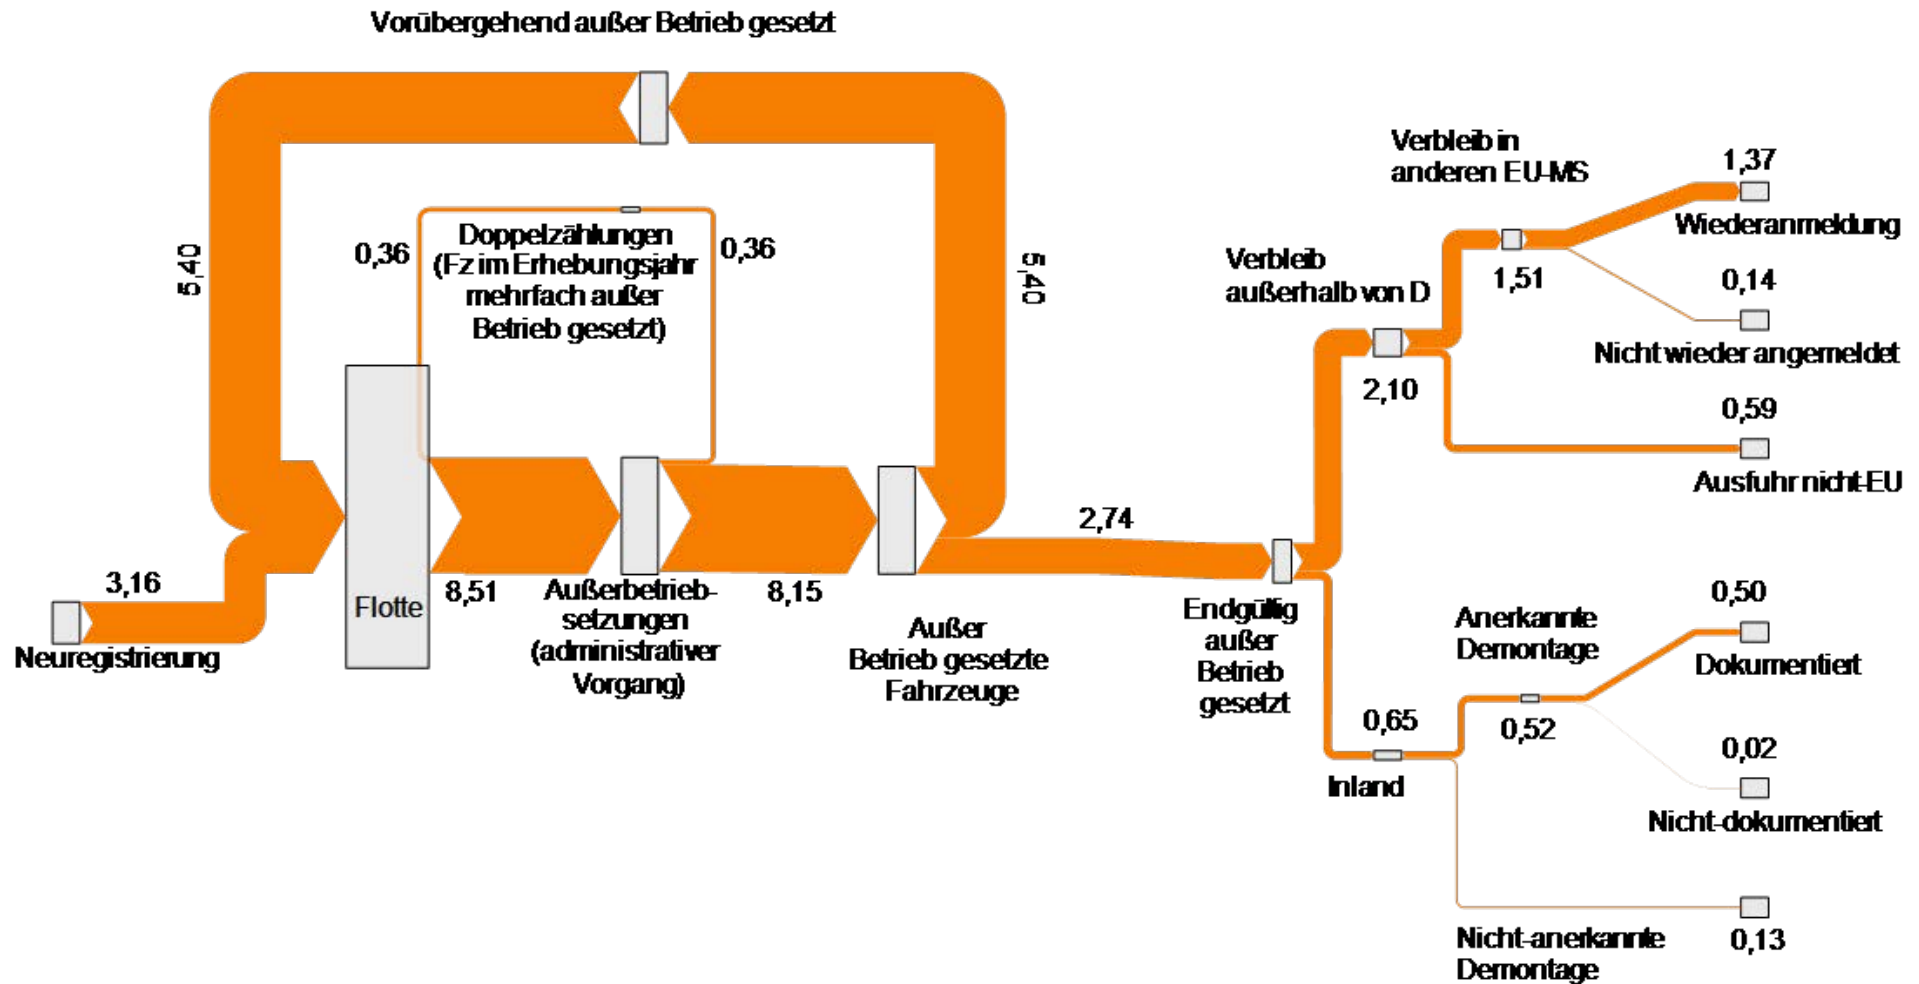 Vorübergehend außer Betrieb gesetzt
5,40
0,36
Doppelzählungen
(Fz im Erhebungsjahr
mehrfach außer
Betrieb gesetzt)
0,36
5,40
3,16
Neuregistrierung
Flotte
8,51
Außerbetrieb-
setzungen
(administrativer
Vorgang)
8,15
Außer
Betrieb gesetzte
Fahrzeuge
2,74
Endgültig
außer
Betrieb
gesetzt
Verbleib
außerhalb von D
2,10
Verbleib in
anderen EU-MS
1,51
1,37
Wiederanmeldung
0,14
Nicht wieder angemeldet
0,59
Ausfuhr nicht-EU
0,65
Inland
Anerkannte
Demontage
0,52
0,50
Dokumentiert
0,02
Nicht-dokumentiert
Nicht-anerkannte
Demontage
0,13